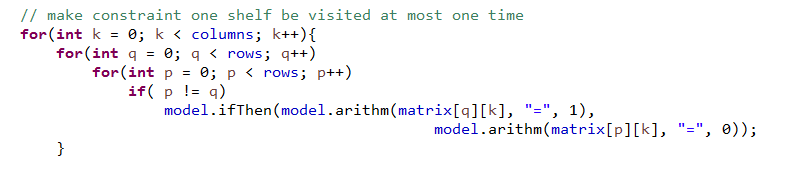 // make constraint one shelf be visited at most one time
for(int k = 0; k < columns; k++){
    for(int q = 0; q < rows; q++)
        for(int p = 0; p < rows; p++)
            if( p != q)
                model.ifThen(model.arithm(matrix[q][k], "=", 1),
                                            model.arithm(matrix[p][k], "=", 0));
    }